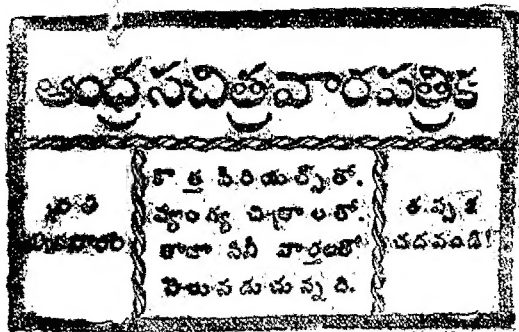 ఆంధ్రసచిత్రవారపత్రిక
ప్రతి
కొత్త సీరియల్స్‌తో.
వ్యంగ్య చిత్రాలతో.
తాజా సినీ వార్తలతో
వెలువడుచున్నది.
తప్పక
చదవండి!